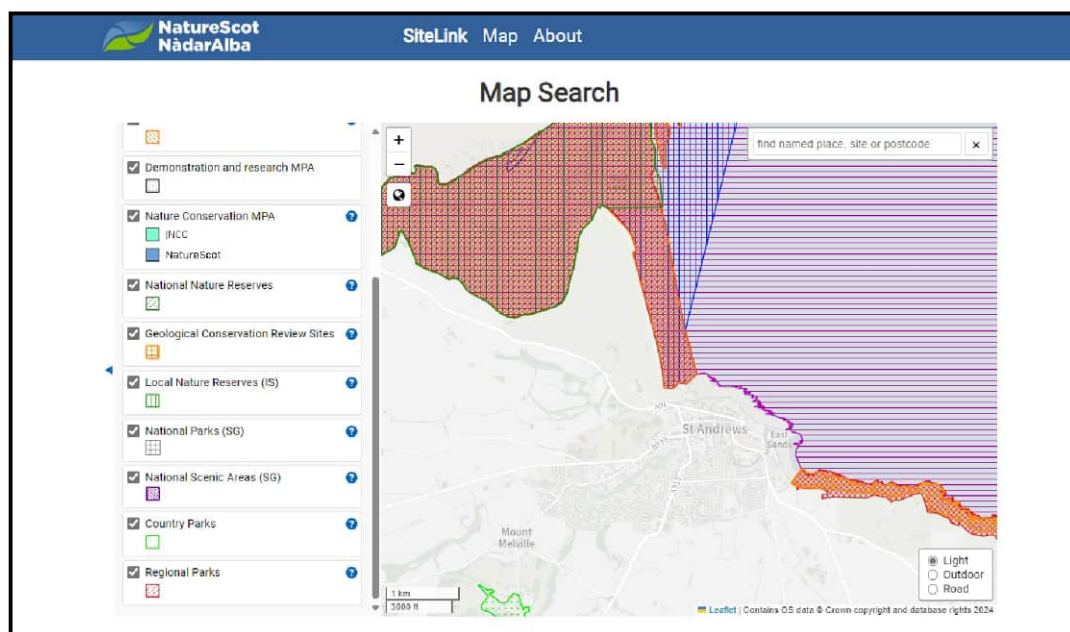 NatureScot
NàdarAlba
SiteLink Map About
Map Search
Demonstration and research MPA
Nature Conservation MPA
JNCC
NatureScot
National Nature Reserves
Geological Conservation Review Sites
Local Nature Reserves (IS)
National Parks (SG)
National Scenic Areas (SG)
Country Parks
Regional Parks
+
−
find named place, site or postcode ×
A91
St Andrews
East
Sands
A915
Mount
Melville
1 km
3000 ft
Light
Outdoor
Road
Leaflet | Contains OS data © Crown copyright and database rights 2024